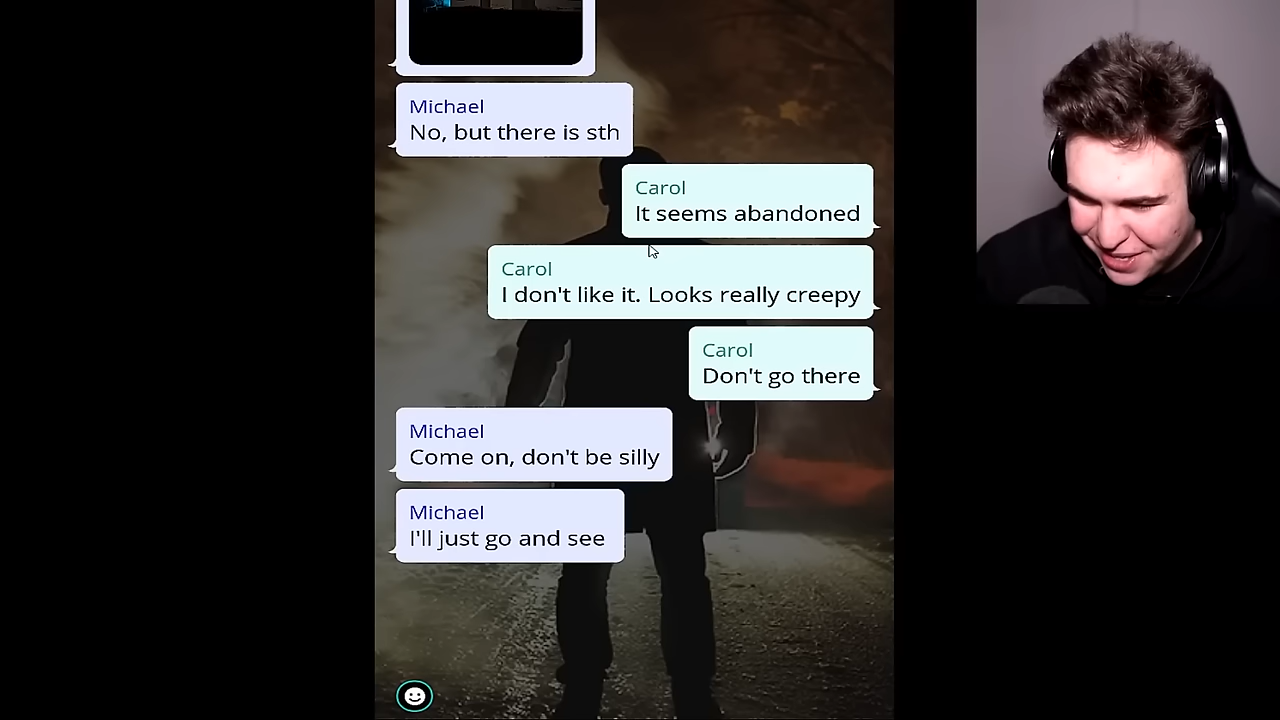 Michael
No, but there is sth
Carol
It seems abandoned
Carol
I don't like it. Looks really creepy
Carol
Don't go there
Michael
Come on, don't be silly
Michael
I'll just go and see